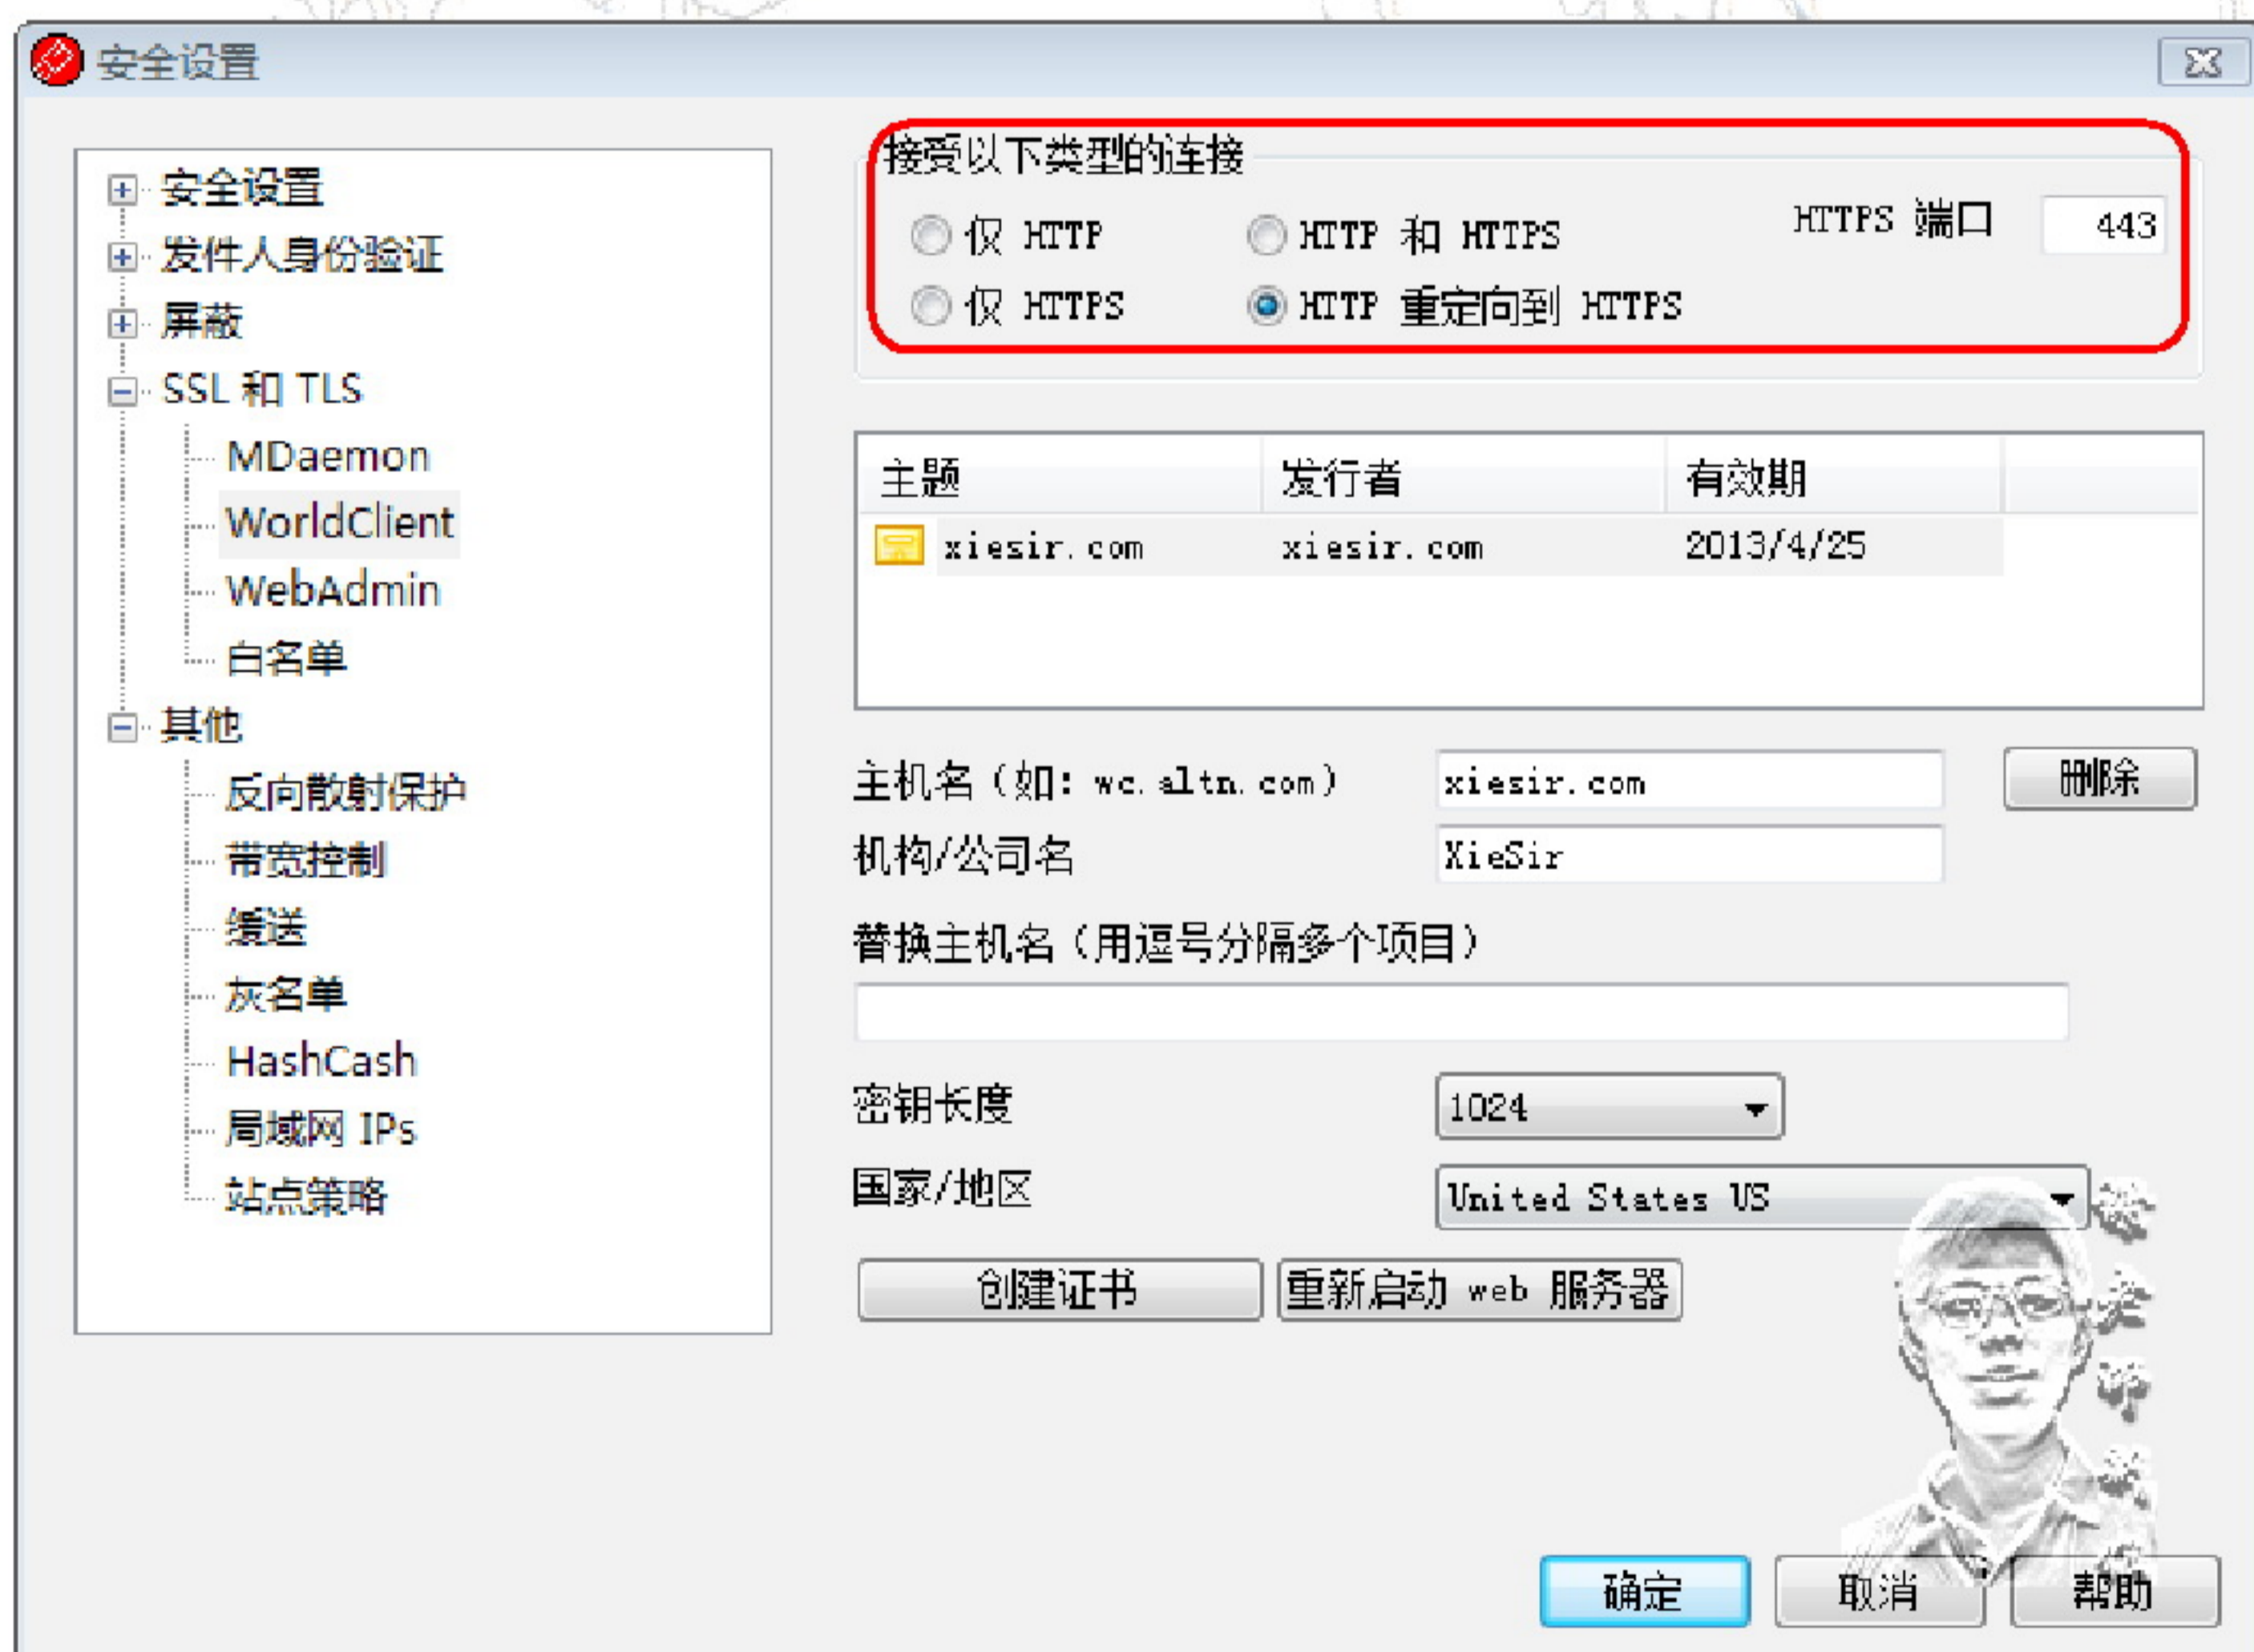 安全设置
安全设置
发件人身份验证
屏蔽
SSL 和 TLS
MDaemon
WorldClient
WebAdmin
白名单
其他
反向散射保护
带宽控制
缓送
灰名单
HashCash
局域网 IPs
站点策略
接受以下类型的连接
仅 HTTP HTTP 和 HTTPS HTTPS 端口 443
仅 HTTPS HTTP 重定向到 HTTPS
主题 发行者 有效期
xiesir.com xiesir.com 2013/4/25
主机名（如：wc.altn.com） xiesir.com 删除
机构/公司名 XieSir
替换主机名（用逗号分隔多个项目）
密钥长度 1024
国家/地区 United States US
创建证书 重新启动 web 服务器
确定 取消 帮助